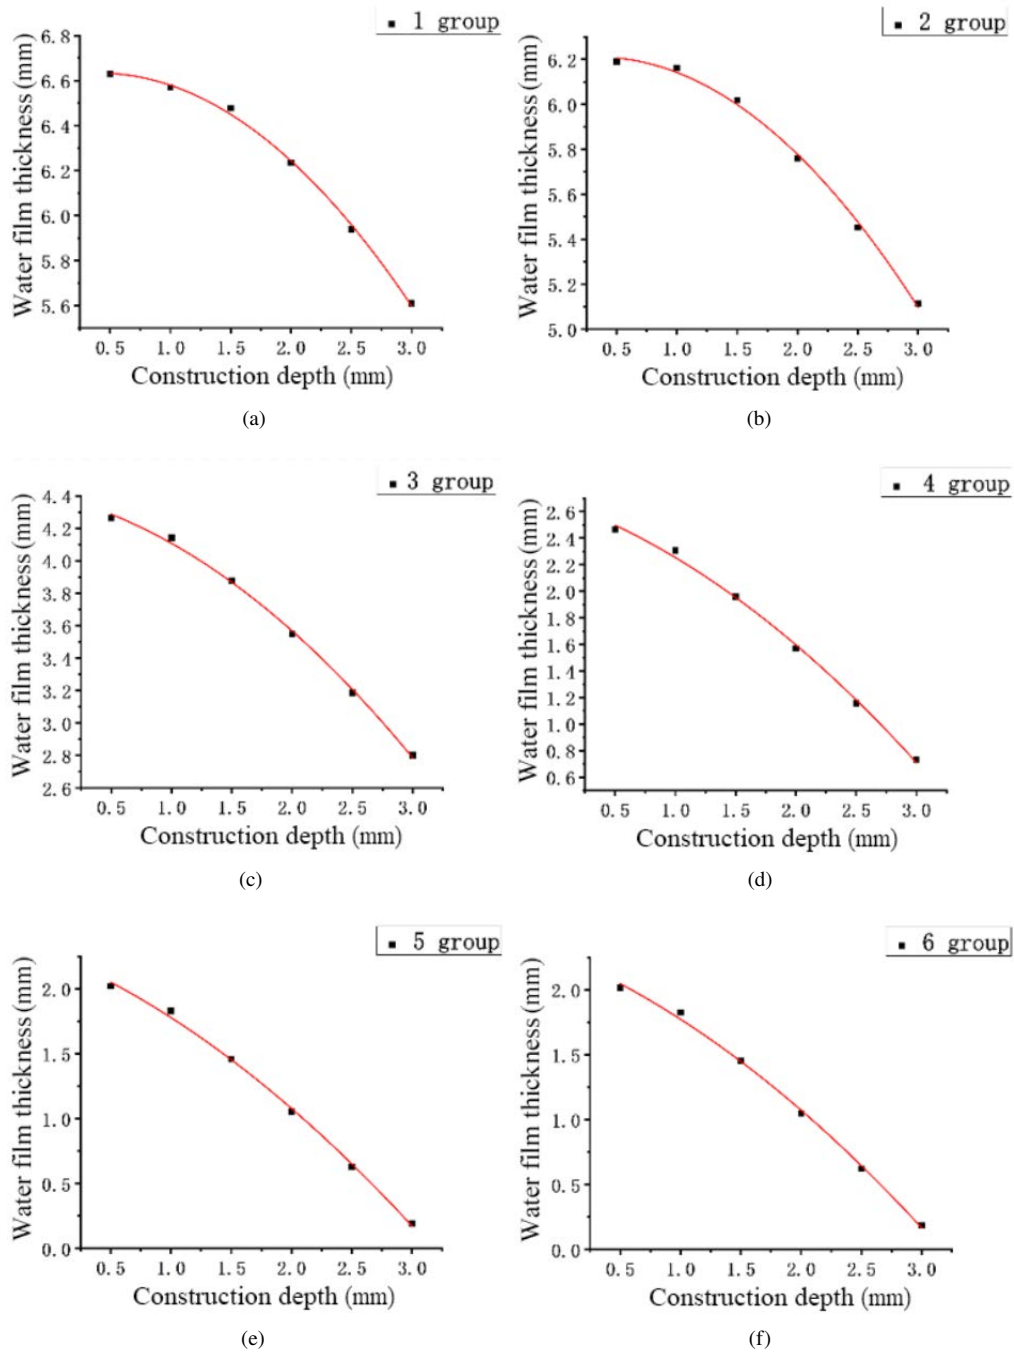 1 group
Water film thickness (mm)
6.8
6.6
6.4
6.2
6.0
5.8
5.6
0.5 1.0 1.5 2.0 2.5 3.0
Construction depth (mm)
(a)
2 group
Water film thickness (mm)
6.2
6.0
5.8
5.6
5.4
5.2
5.0
0.5 1.0 1.5 2.0 2.5 3.0
Construction depth (mm)
(b)
3 group
Water film thickness (mm)
4.4
4.2
4.0
3.8
3.6
3.4
3.2
3.0
2.8
2.6
0.5 1.0 1.5 2.0 2.5 3.0
Construction depth (mm)
(c)
4 group
Water film thickness (mm)
2.6
2.4
2.2
2.0
1.8
1.6
1.4
1.2
1.0
0.8
0.6
0.5 1.0 1.5 2.0 2.5 3.0
Construction depth (mm)
(d)
5 group
Water film thickness (mm)
2.0
1.5
1.0
0.5
0.0
0.5 1.0 1.5 2.0 2.5 3.0
Construction depth (mm)
(e)
6 group
Water film thickness (mm)
2.0
1.5
1.0
0.5
0.0
0.5 1.0 1.5 2.0 2.5 3.0
Construction depth (mm)
(f)